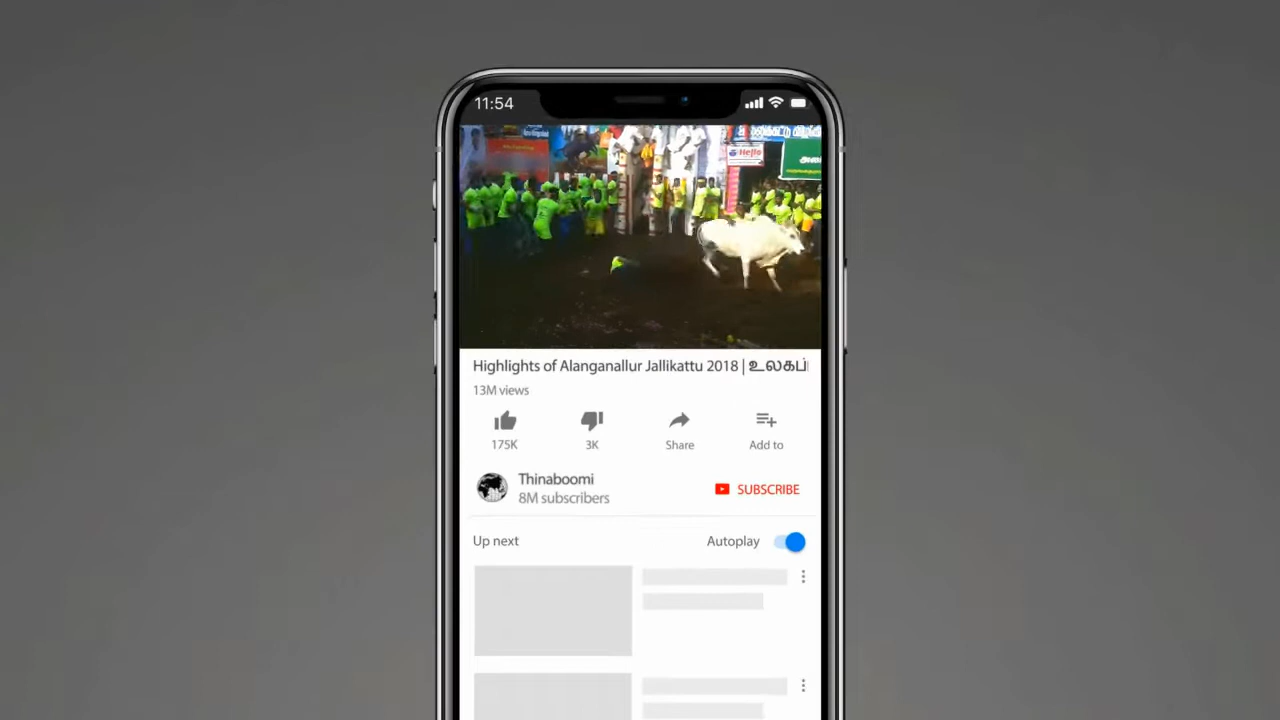 11:54
Hello
Highlights of Alanganallur Jallikattu 2018 | உலகப்
13M views
175K
3K
Share
Add to
Thinaboomi
8M subscribers
SUBSCRIBE
Up next
Autoplay